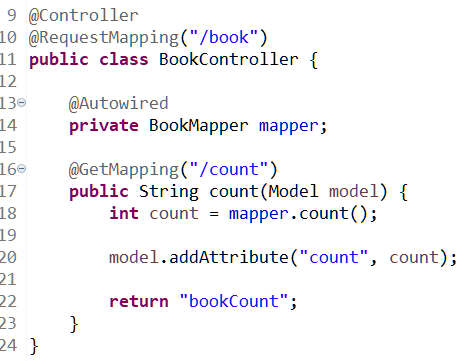 9 @Controller
10 @RequestMapping("/book")
11 public class BookController {
12
13 @Autowired
14 private BookMapper mapper;
15
16 @GetMapping("/count")
17 public String count(Model model) {
18 int count = mapper.count();
19
20 model.addAttribute("count", count);
21
22 return "bookCount";
23 }
24 }